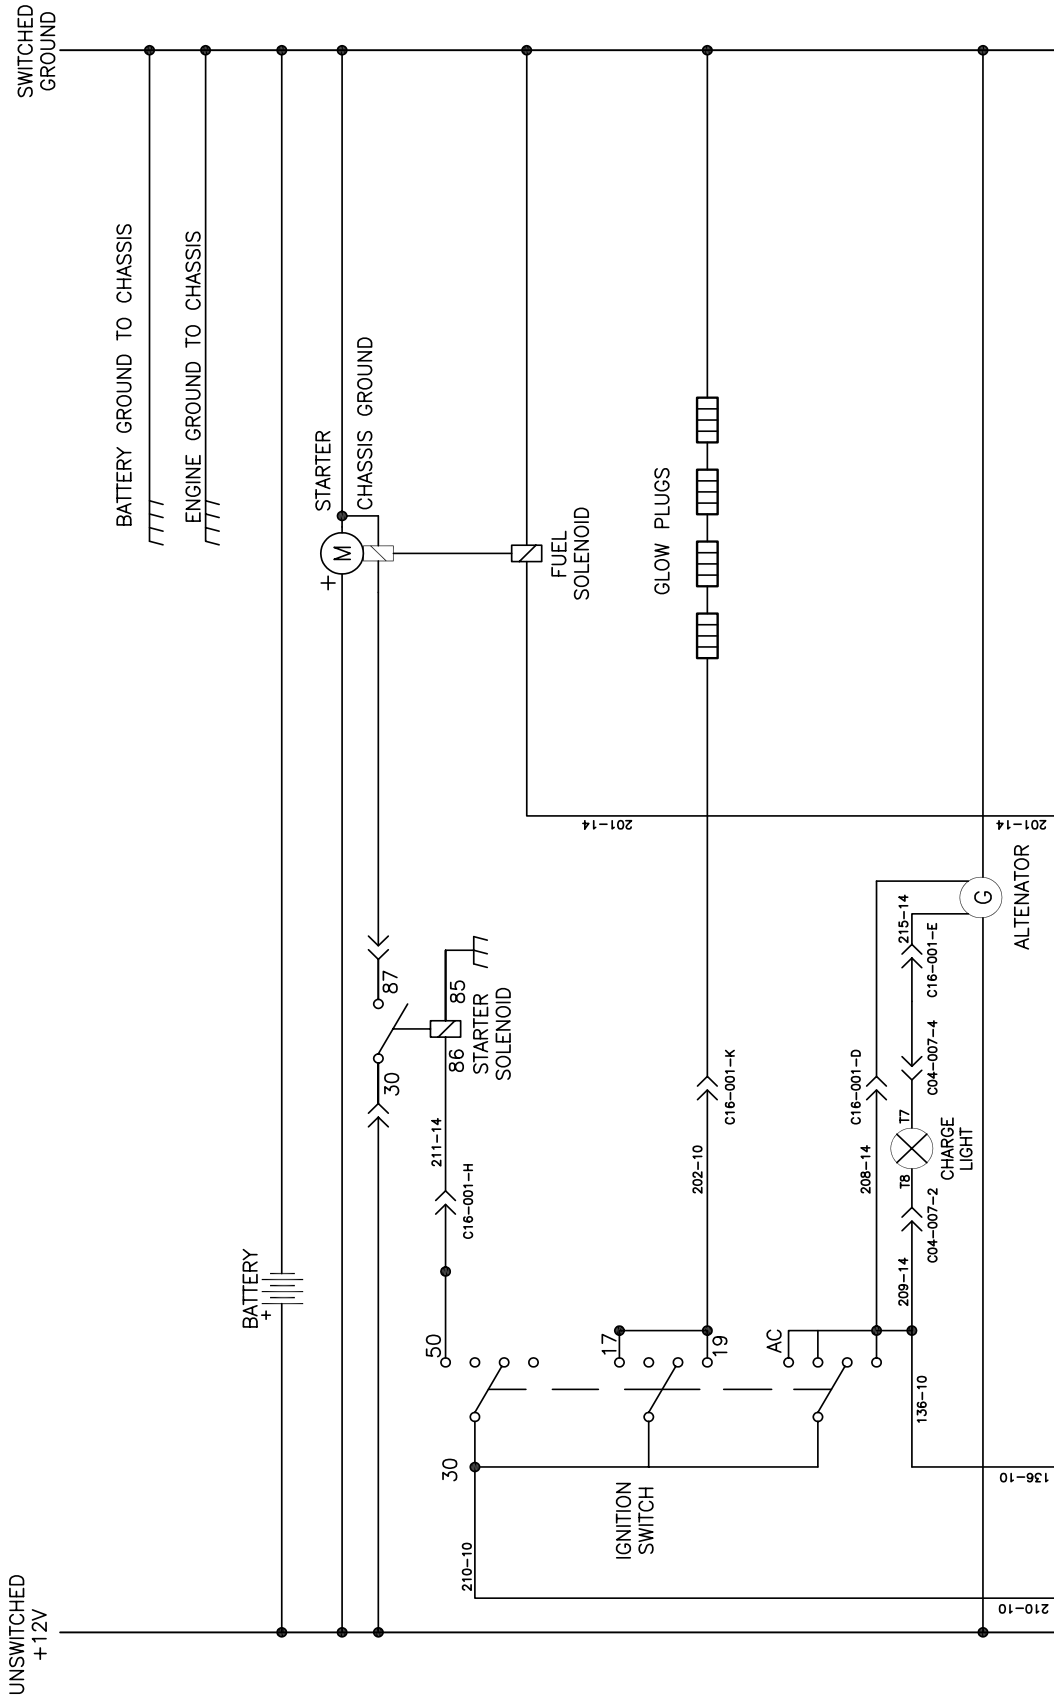 SWITCHED
GROUND
BATTERY GROUND TO CHASSIS
ENGINE GROUND TO CHASSIS
STARTER
CHASSIS GROUND
+
M
FUEL
SOLENOID
GLOW PLUGS
201-14
201-14
ALTENATOR
G
215-14
C16-001-E
87
85
86
30
STARTER
SOLENOID
211-14
C16-001-H
C16-001-K
202-10
C16-001-D
208-14
C04-007-4
T7
CHARGE
LIGHT
T8
C04-007-2
209-14
BATTERY
+
50
17
19
AC
30
136-10
136-10
IGNITION
SWITCH
210-10
210-10
UNSWITCHED
+12V